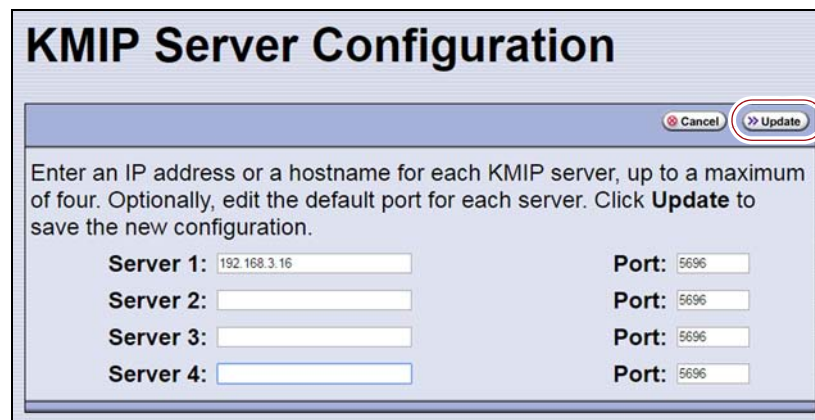 KMIP Server Configuration
Cancel Update
Enter an IP address or a hostname for each KMIP server, up to a maximum
of four. Optionally, edit the default port for each server. Click Update to
save the new configuration.
Server 1: 192.168.3.16 Port: 5696
Server 2: Port: 5696
Server 3: Port: 5696
Server 4: Port: 5696